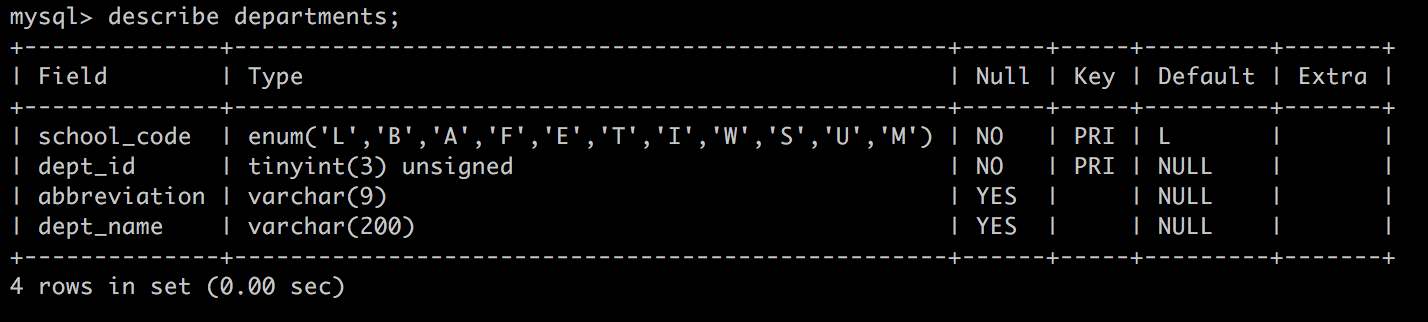 mysql> describe departments;
+--------------+---------------------------------------------------+------+-----+---------+-------+
| Field        | Type                                              | Null | Key | Default | Extra |
+--------------+---------------------------------------------------+------+-----+---------+-------+
| school_code  | enum('L','B','A','F','E','T','I','W','S','U','M') | NO   | PRI | L       |       |
| dept_id      | tinyint(3) unsigned                               | NO   | PRI | NULL    |       |
| abbreviation | varchar(9)                                        | YES  |     | NULL    |       |
| dept_name    | varchar(200)                                      | YES  |     | NULL    |       |
+--------------+---------------------------------------------------+------+-----+---------+-------+
4 rows in set (0.00 sec)